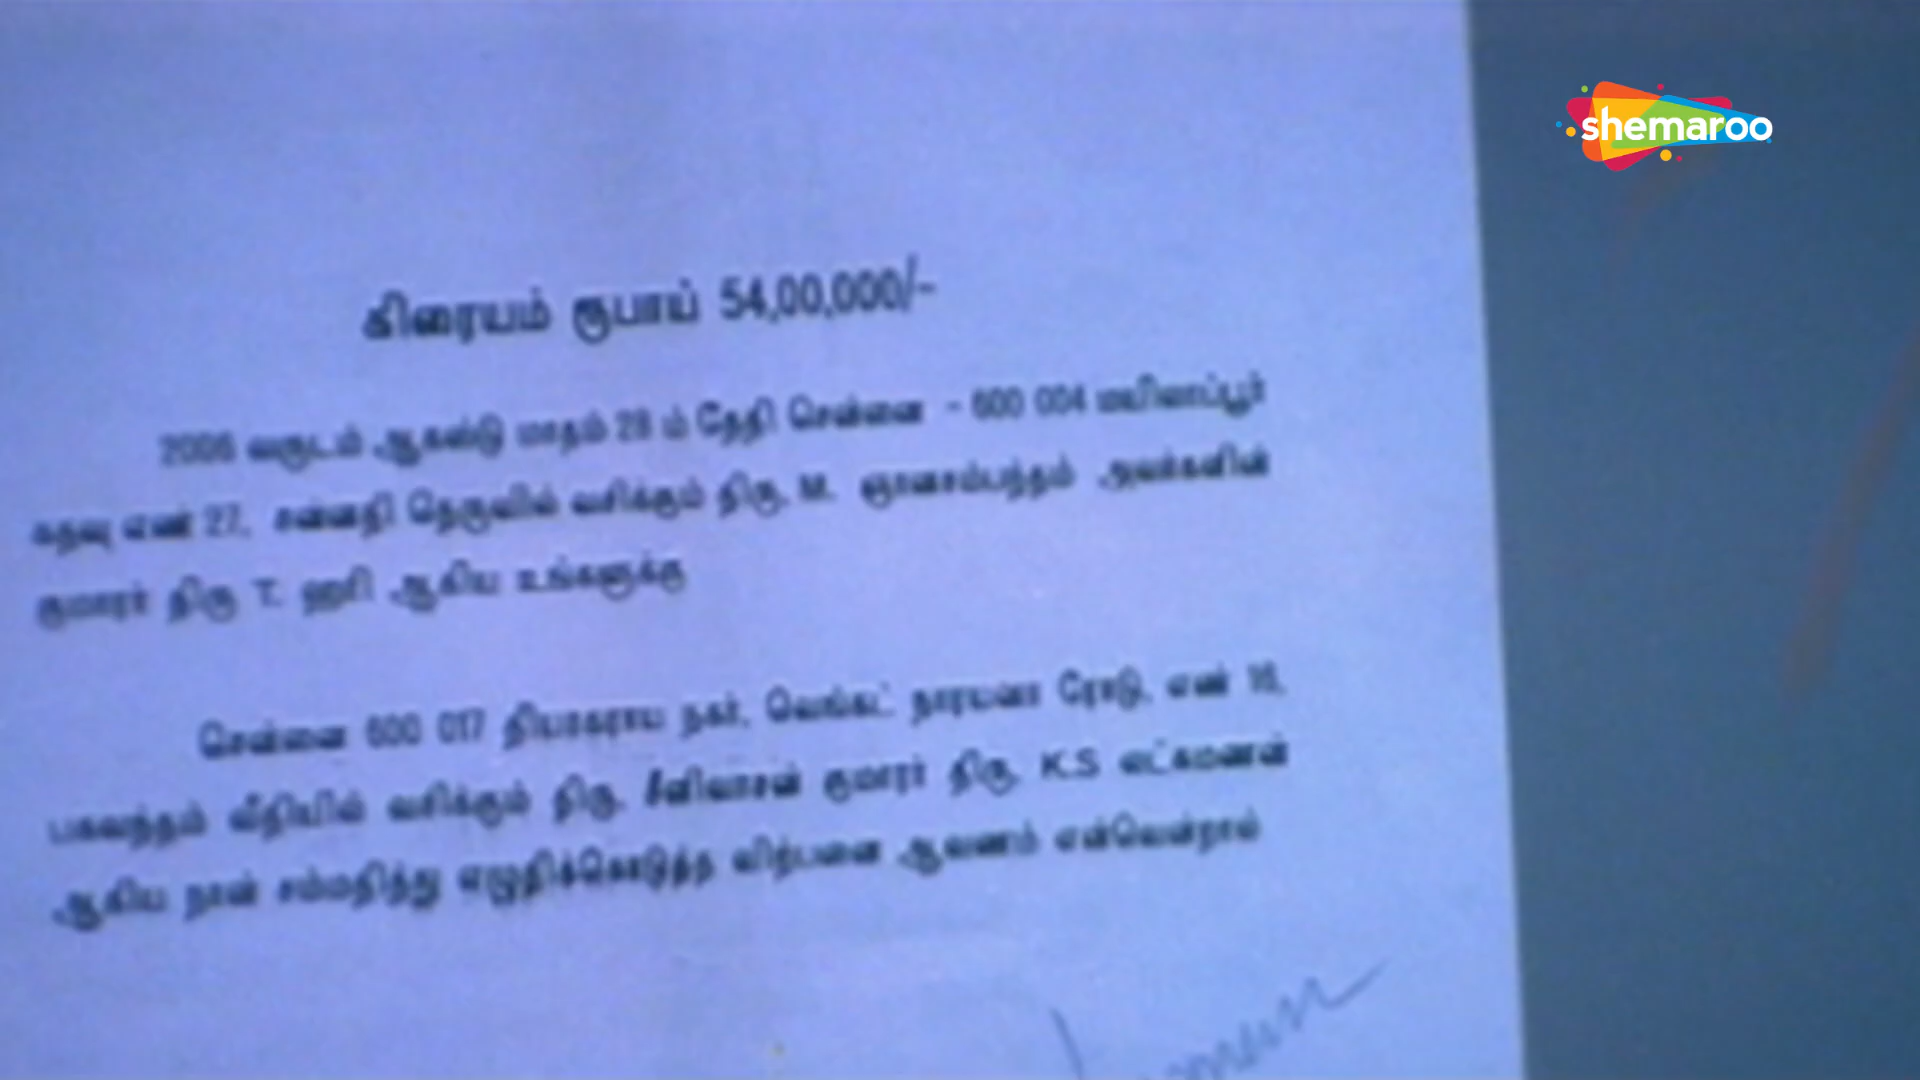 shemaroo
கிரையம் ரூபாய் 54,00,000/-
2006 வருடம் ஆகஸ்டு மாதம் 28 ம் தேதி சென்னை - 600 004 மயிலாப்பூர்
கதவு எண் 27, சன்னதி தெருவில் வசிக்கும் திரு. M. ஞானசம்பந்தம் அவர்களின்
குமாரர் திரு T. ஹரி ஆகிய உங்களுக்கு
சென்னை 600 017 தியாகராய நகர், வெங்கட் நாராயணா ரோடு, எண் 16,
பகவந்தம் வீதியில் வசிக்கும் திரு. சீனிவாசன் குமாரர் திரு. K.S லட்சுமணன்
ஆகிய நான் சம்மதித்து எழுதிக்கொடுத்த விற்பனை ஆவணம் என்வென்றால்